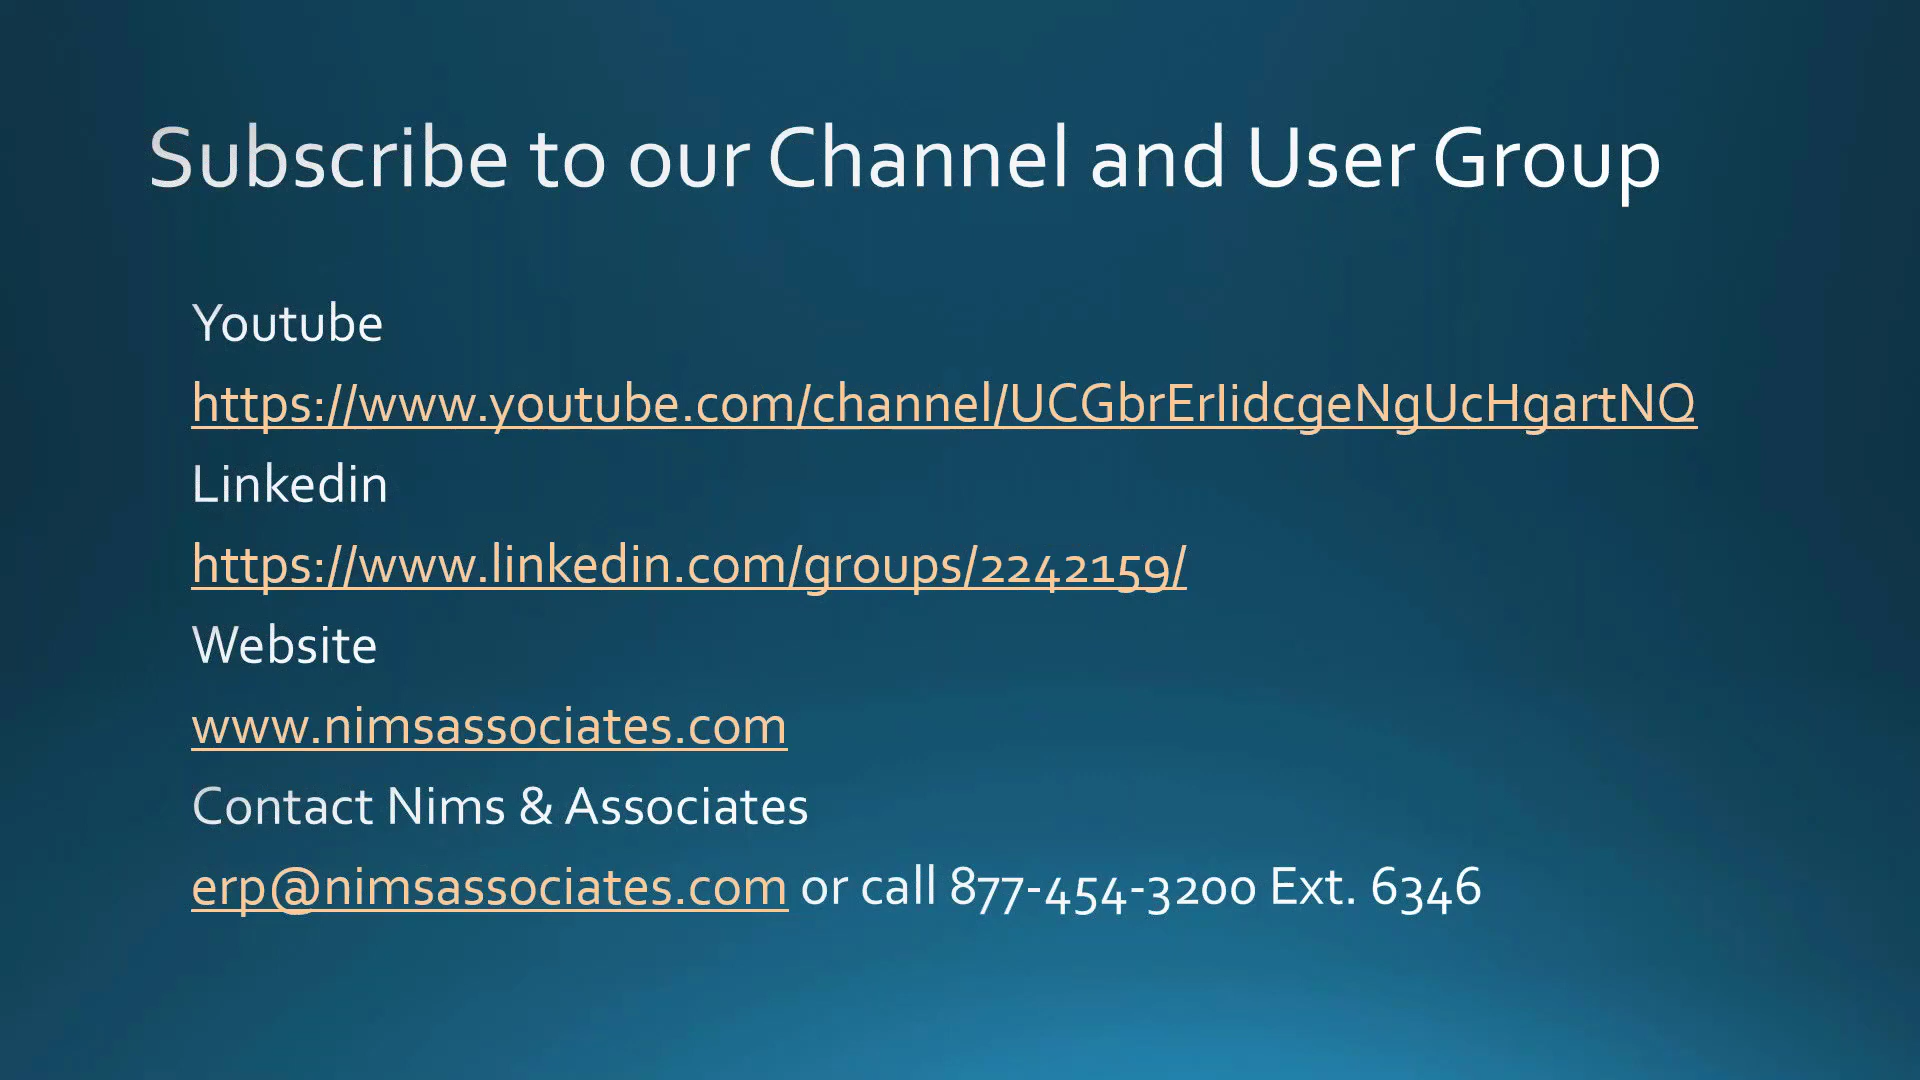 Subscribe to our Channel and User Group
Youtube
https://www.youtube.com/channel/UCGbrErIidcgeNgUcHgartNQ
Linkedin
https://www.linkedin.com/groups/2242159/
Website
www.nimsassociates.com
Contact Nims & Associates
erp@nimsassociates.com or call 877-454-3200 Ext. 6346